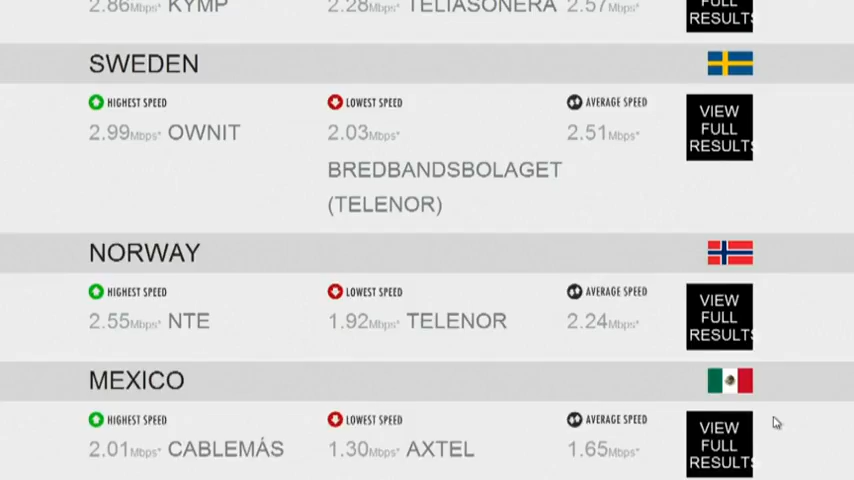 2.86Mbps* KYMP 2.28Mbps* TELIASONERA 2.57Mbps* FULL
RESULTS
SWEDEN
HIGHEST SPEED LOWEST SPEED AVERAGE SPEED VIEW
2.99Mbps* OWNIT 2.03Mbps* 2.51Mbps* FULL
RESULTS
BREDBANDSBOLAGET
(TELENOR)
NORWAY
HIGHEST SPEED LOWEST SPEED AVERAGE SPEED VIEW
2.55Mbps* NTE 1.92Mbps* TELENOR 2.24Mbps* FULL
RESULTS
MEXICO
HIGHEST SPEED LOWEST SPEED AVERAGE SPEED VIEW
2.01Mbps* CABLEMÁS 1.30Mbps* AXTEL 1.65Mbps* FULL
RESULTS